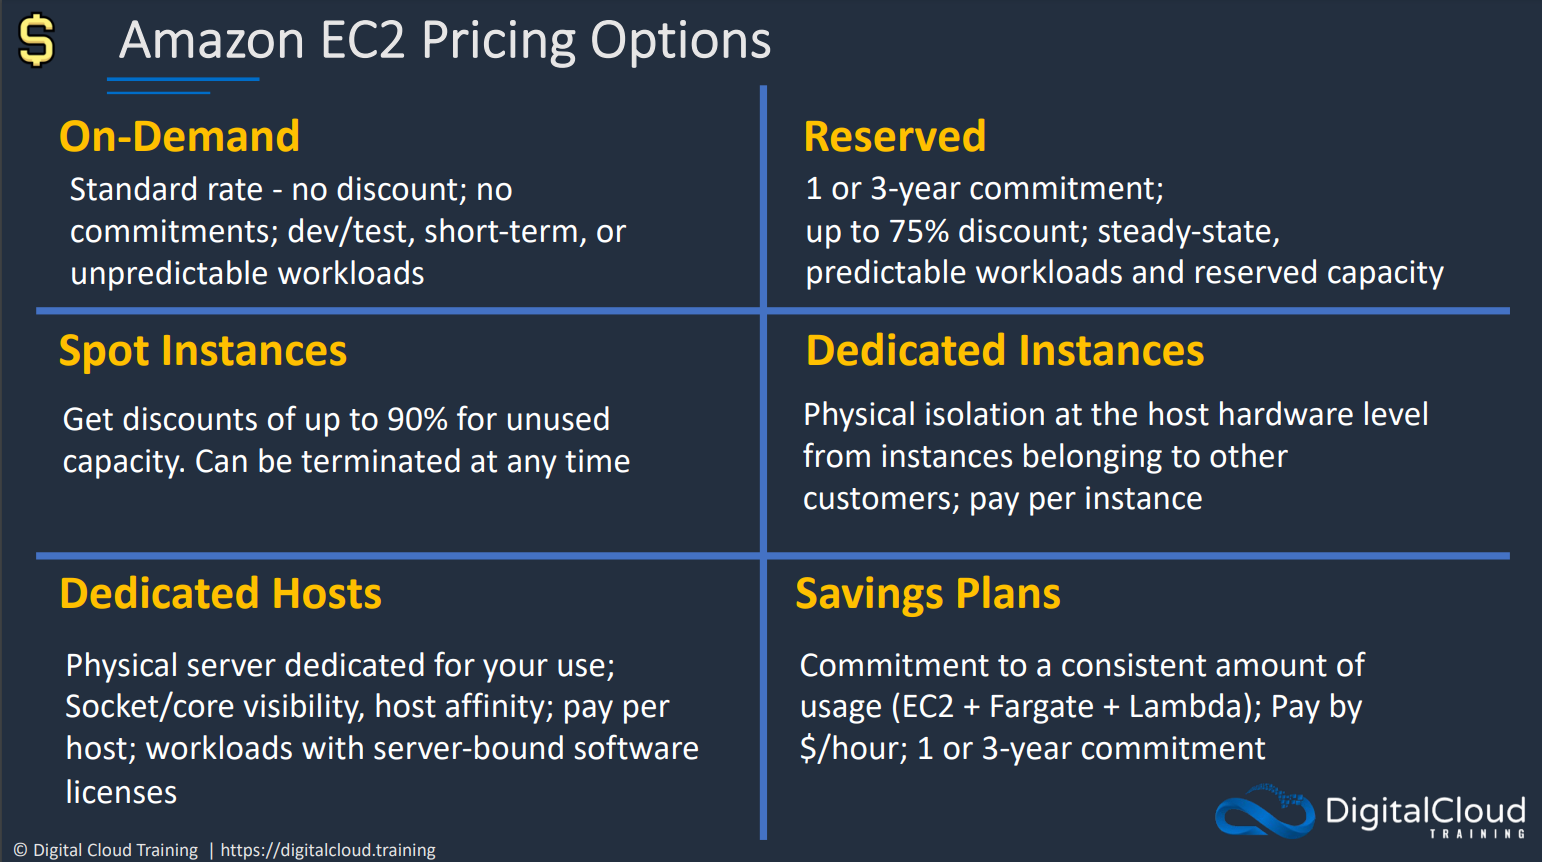 Amazon EC2 Pricing Options
On-Demand
Standard rate - no discount; no
commitments; dev/test, short-term, or
unpredictable workloads
Reserved
1 or 3-year commitment;
up to 75% discount; steady-state,
predictable workloads and reserved capacity
Spot Instances
Get discounts of up to 90% for unused
capacity. Can be terminated at any time
Dedicated Instances
Physical isolation at the host hardware level
from instances belonging to other
customers; pay per instance
Dedicated Hosts
Physical server dedicated for your use;
Socket/core visibility, host affinity; pay per
host; workloads with server-bound software
licenses
Savings Plans
Commitment to a consistent amount of
usage (EC2 + Fargate + Lambda); Pay by
$/hour; 1 or 3-year commitment
DigitalCloud
TRAINING
© Digital Cloud Training | https://digitalcloud.training